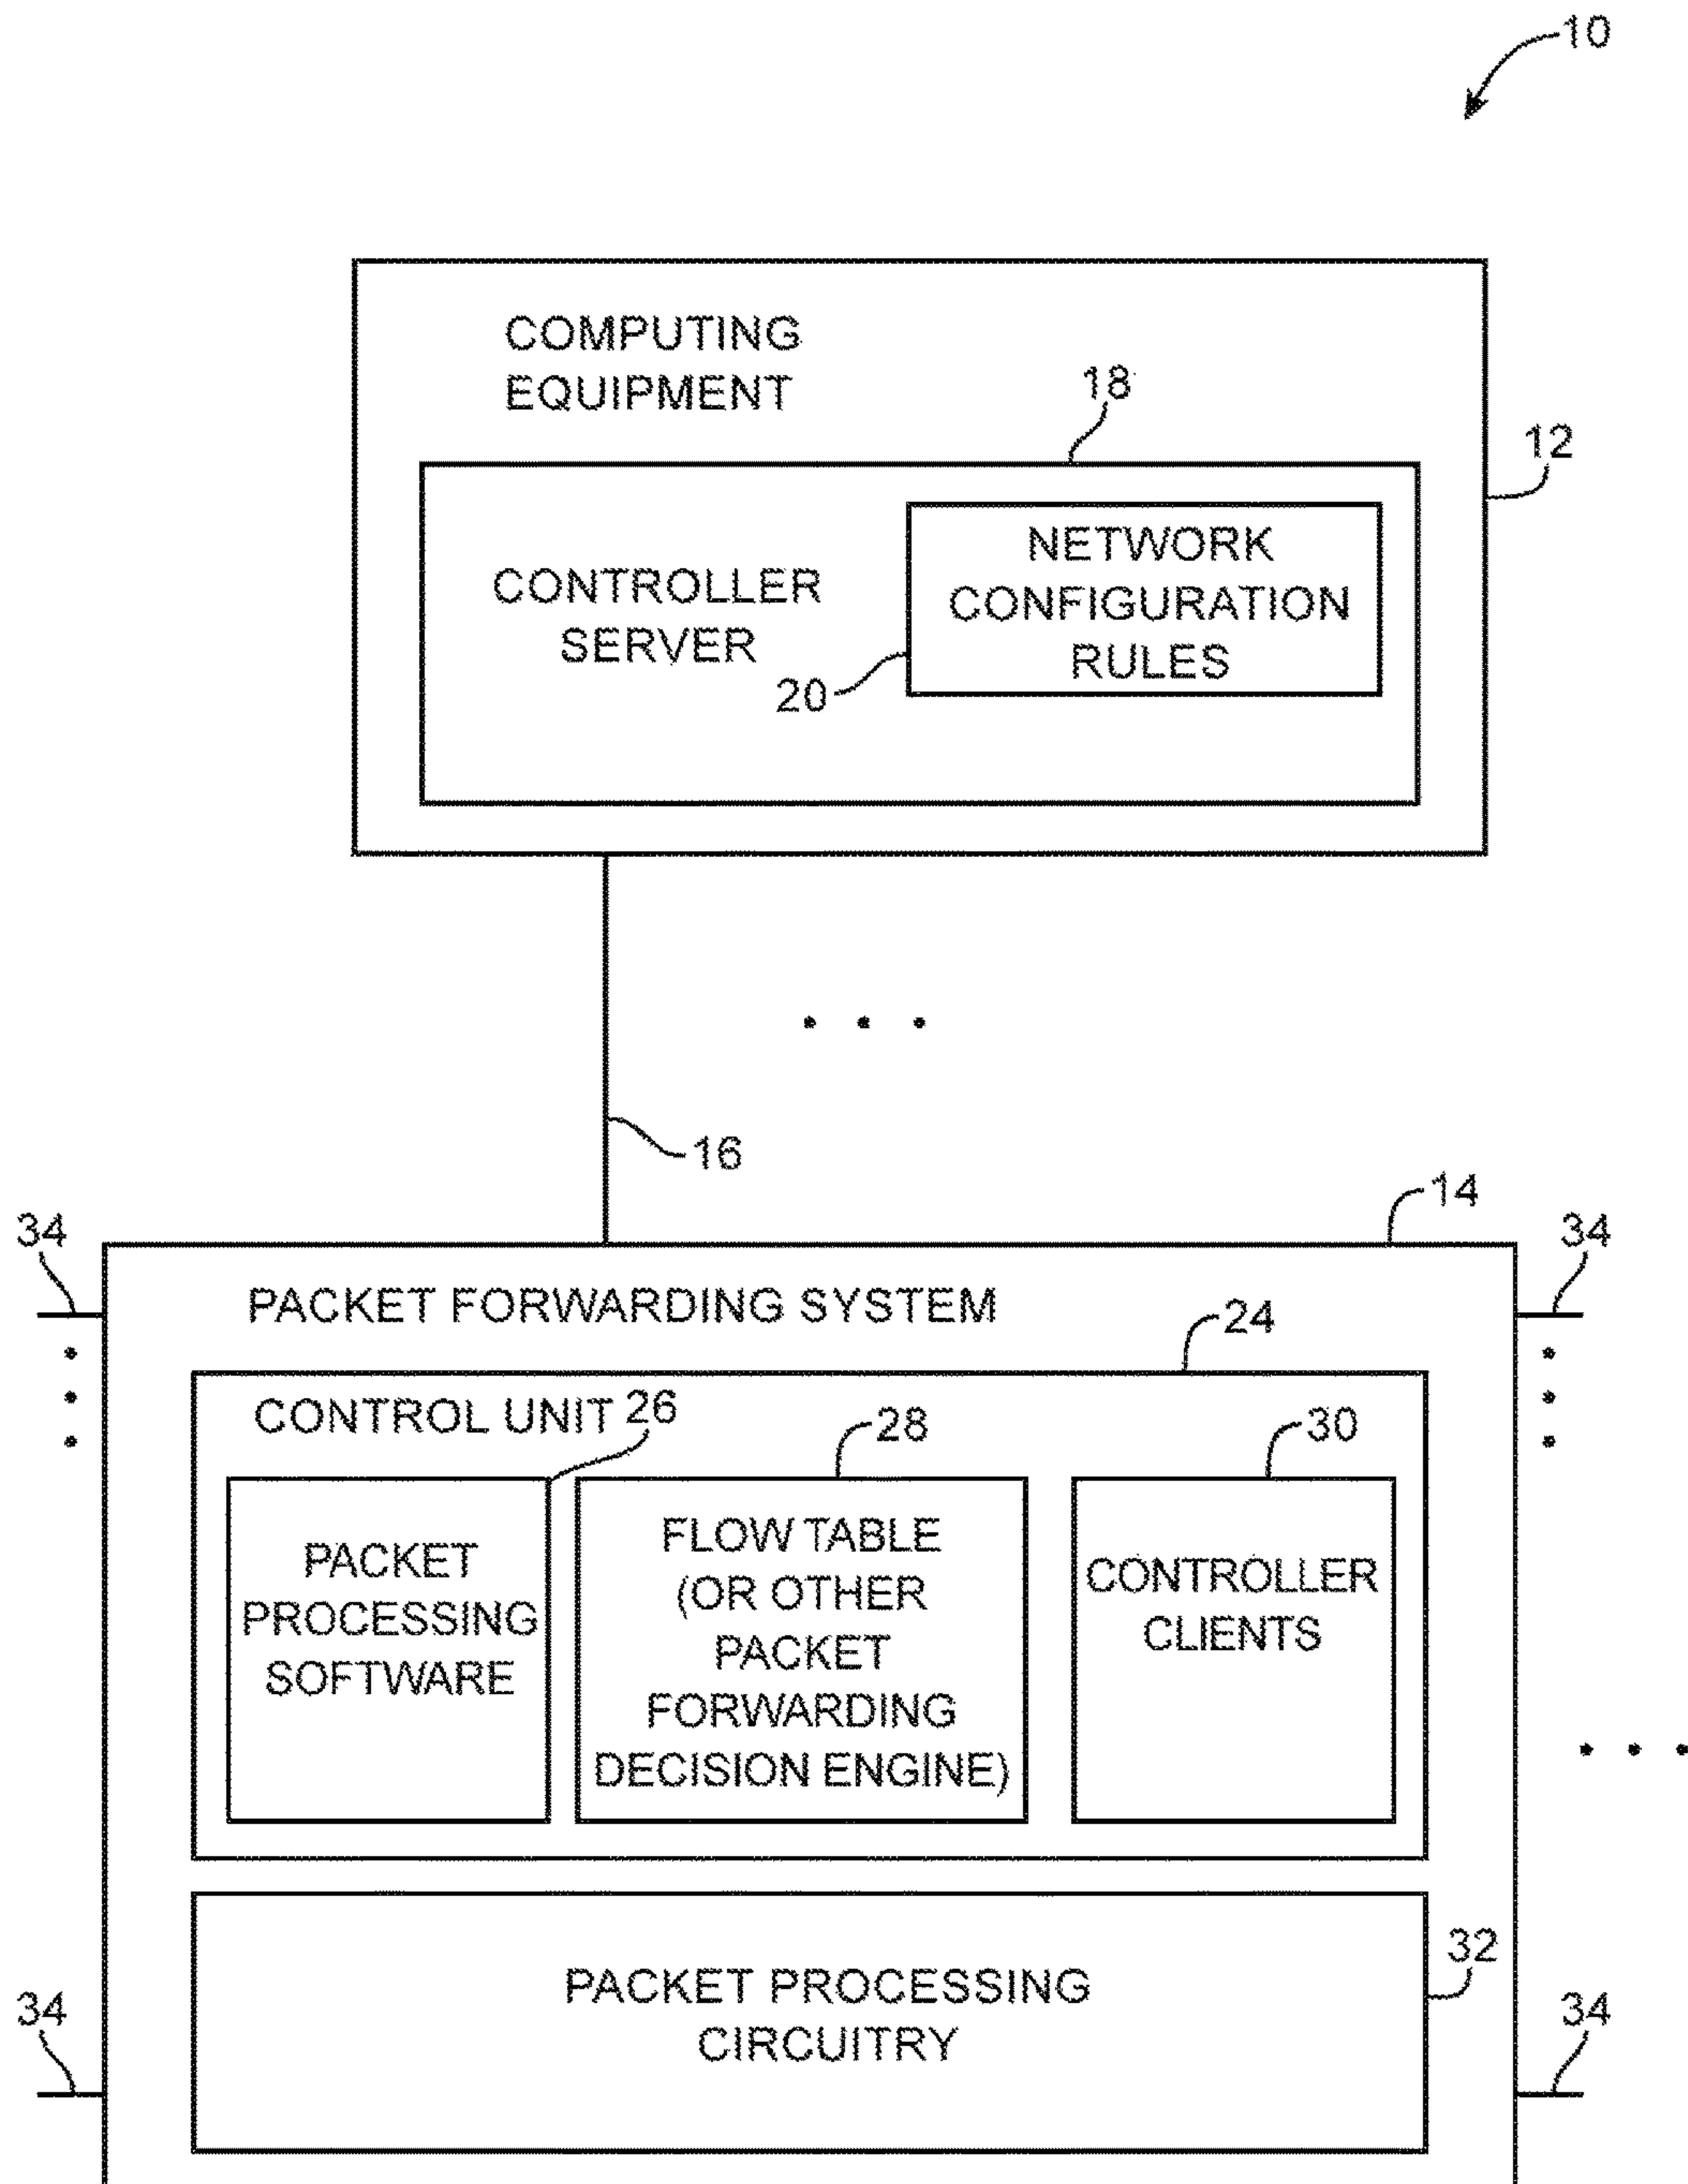 10
COMPUTING
EQUIPMENT
18
12
CONTROLLER
SERVER
NETWORK
CONFIGURATION
RULES
20
16
14
34
34
PACKET FORWARDING SYSTEM
24
CONTROL UNIT
26
28
30
PACKET
PROCESSING
SOFTWARE
FLOW TABLE
(OR OTHER
PACKET
FORWARDING
DECISION ENGINE)
CONTROLLER
CLIENTS
32
PACKET PROCESSING
CIRCUITRY
34
34